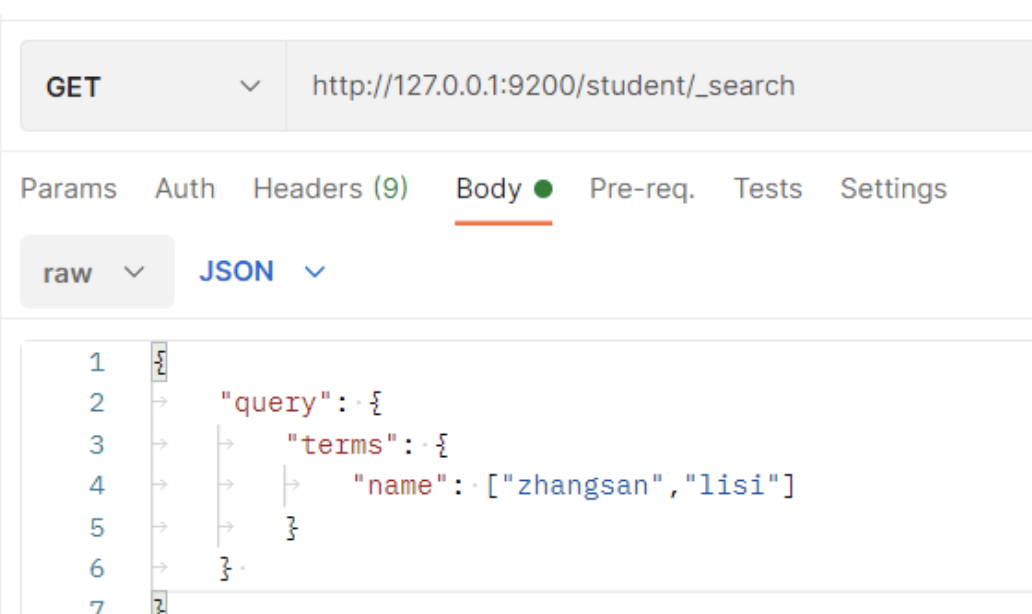 GET http://127.0.0.1:9200/student/_search
Params Auth Headers (9) Body Pre-req. Tests Settings
raw JSON
1 {
2 "query": {
3 "terms": {
4 "name": ["zhangsan","lisi"]
5 }
6 }
7 }